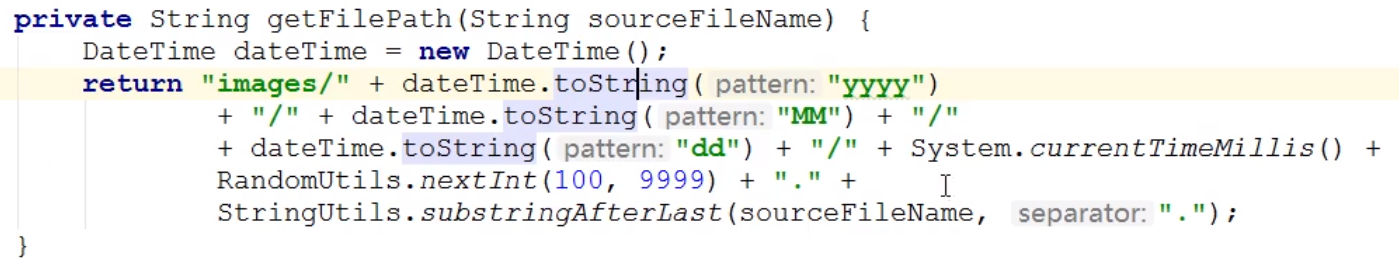 private String getFilePath(String sourceFileName) {
DateTime dateTime = new DateTime();
return "images/" + dateTime.toString( pattern: "yyyy")
+ "/" + dateTime.toString( pattern: "MM") + "/"
+ dateTime.toString( pattern: "dd") + "/" + System.currentTimeMillis() +
RandomUtils.nextInt(100, 9999) + "." +
StringUtils.substringAfterLast(sourceFileName, separator: ".");
}